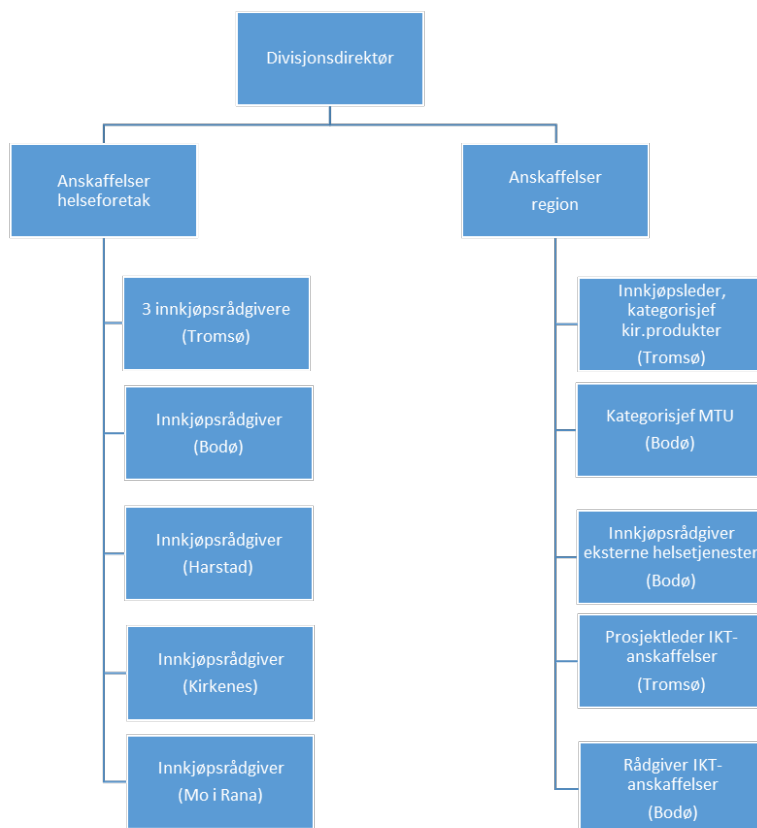 Divisjonsdirektør
Anskaffelser
helseforetak
3 innkjøpsrådgivere
(Tromsø)
Innkjøpsrådgiver
(Bodø)
Innkjøpsrådgiver
(Harstad)
Innkjøpsrådgiver
(Kirkenes)
Innkjøpsrådgiver
(Mo i Rana)
Anskaffelser
region
Innkjøpsleder,
kategorisjef
kir.produkter
(Tromsø)
Kategorisjef MTU
(Bodø)
Innkjøpsrådgiver
eksterne helsetjenester
(Bodø)
Prosjektleder IKT-
anskaffelser
(Tromsø)
Rådgiver IKT-
anskaffelser
(Bodø)